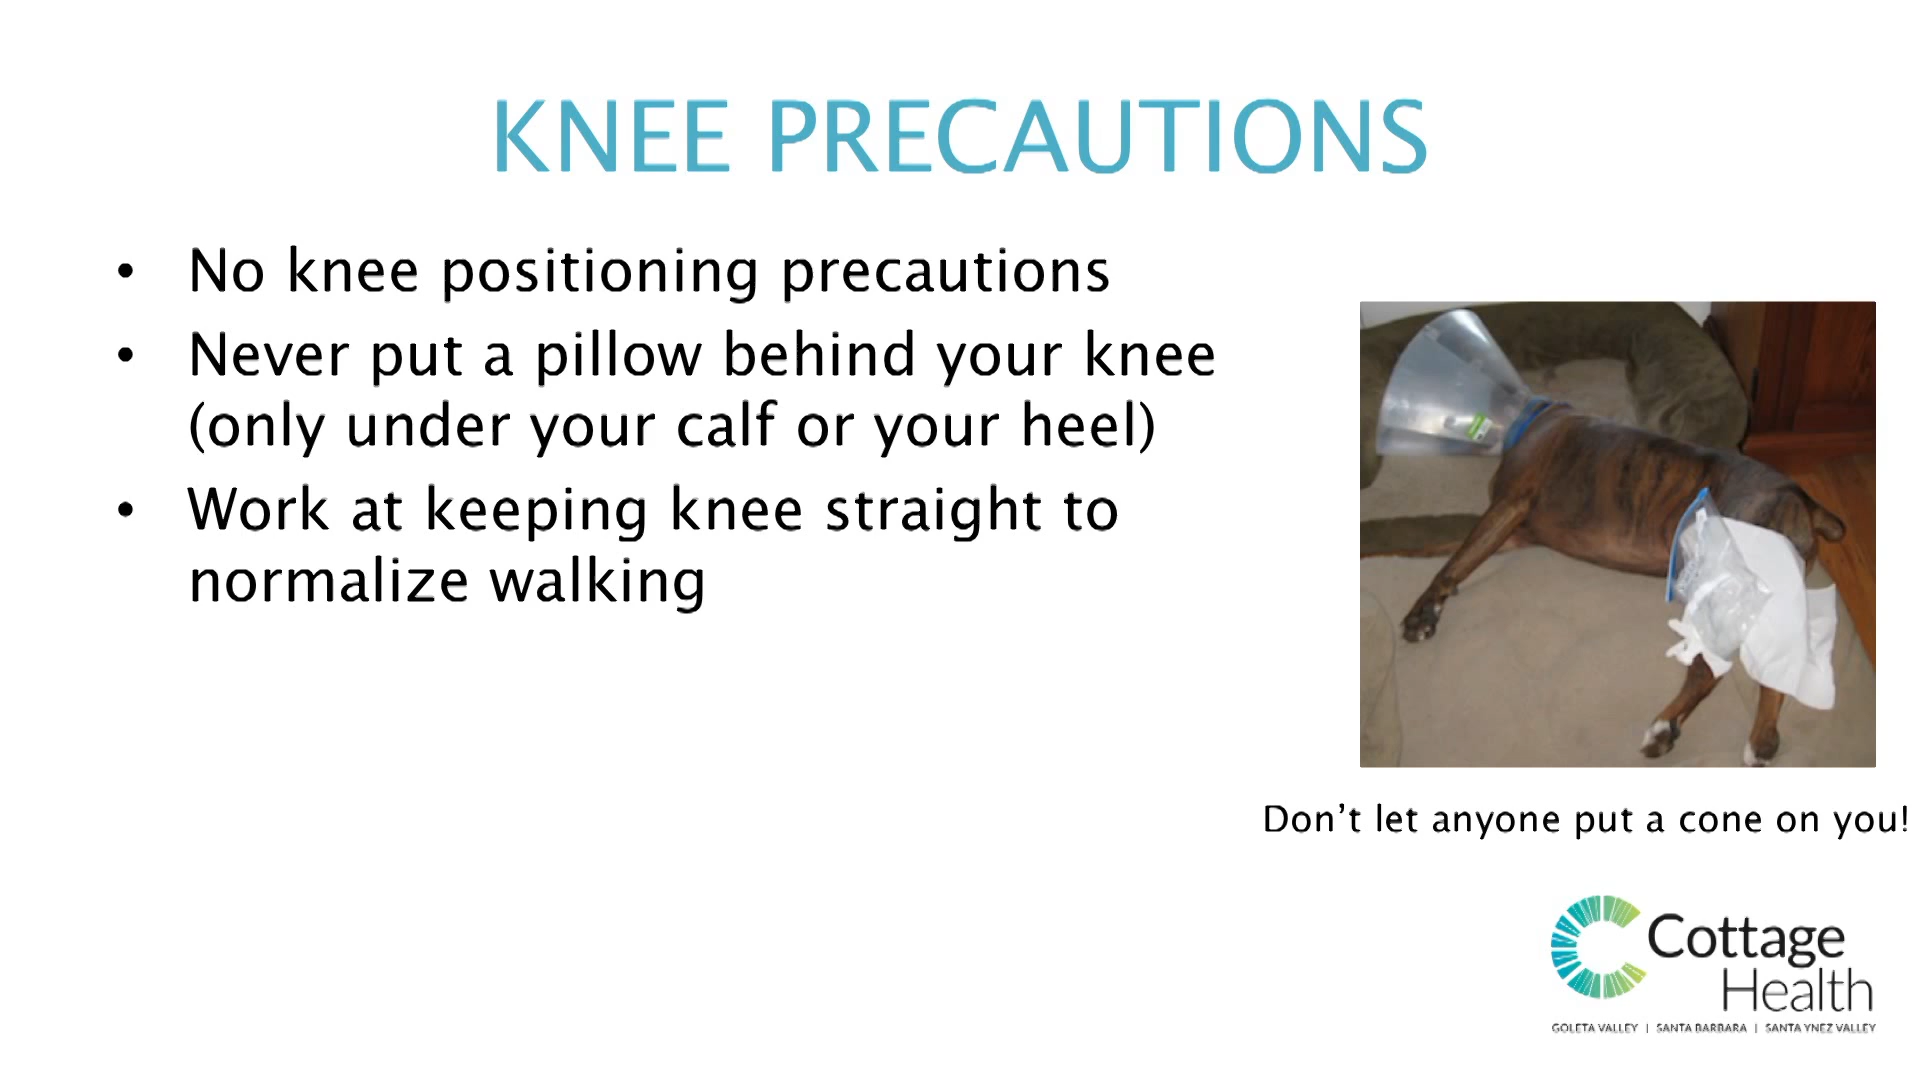 KNEE PRECAUTIONS
• No knee positioning precautions
• Never put a pillow behind your knee
(only under your calf or your heel)
• Work at keeping knee straight to
normalize walking
Don’t let anyone put a cone on you!
Cottage
Health
GOLETA VALLEY | SANTA BARBARA | SANTA YNEZ VALLEY